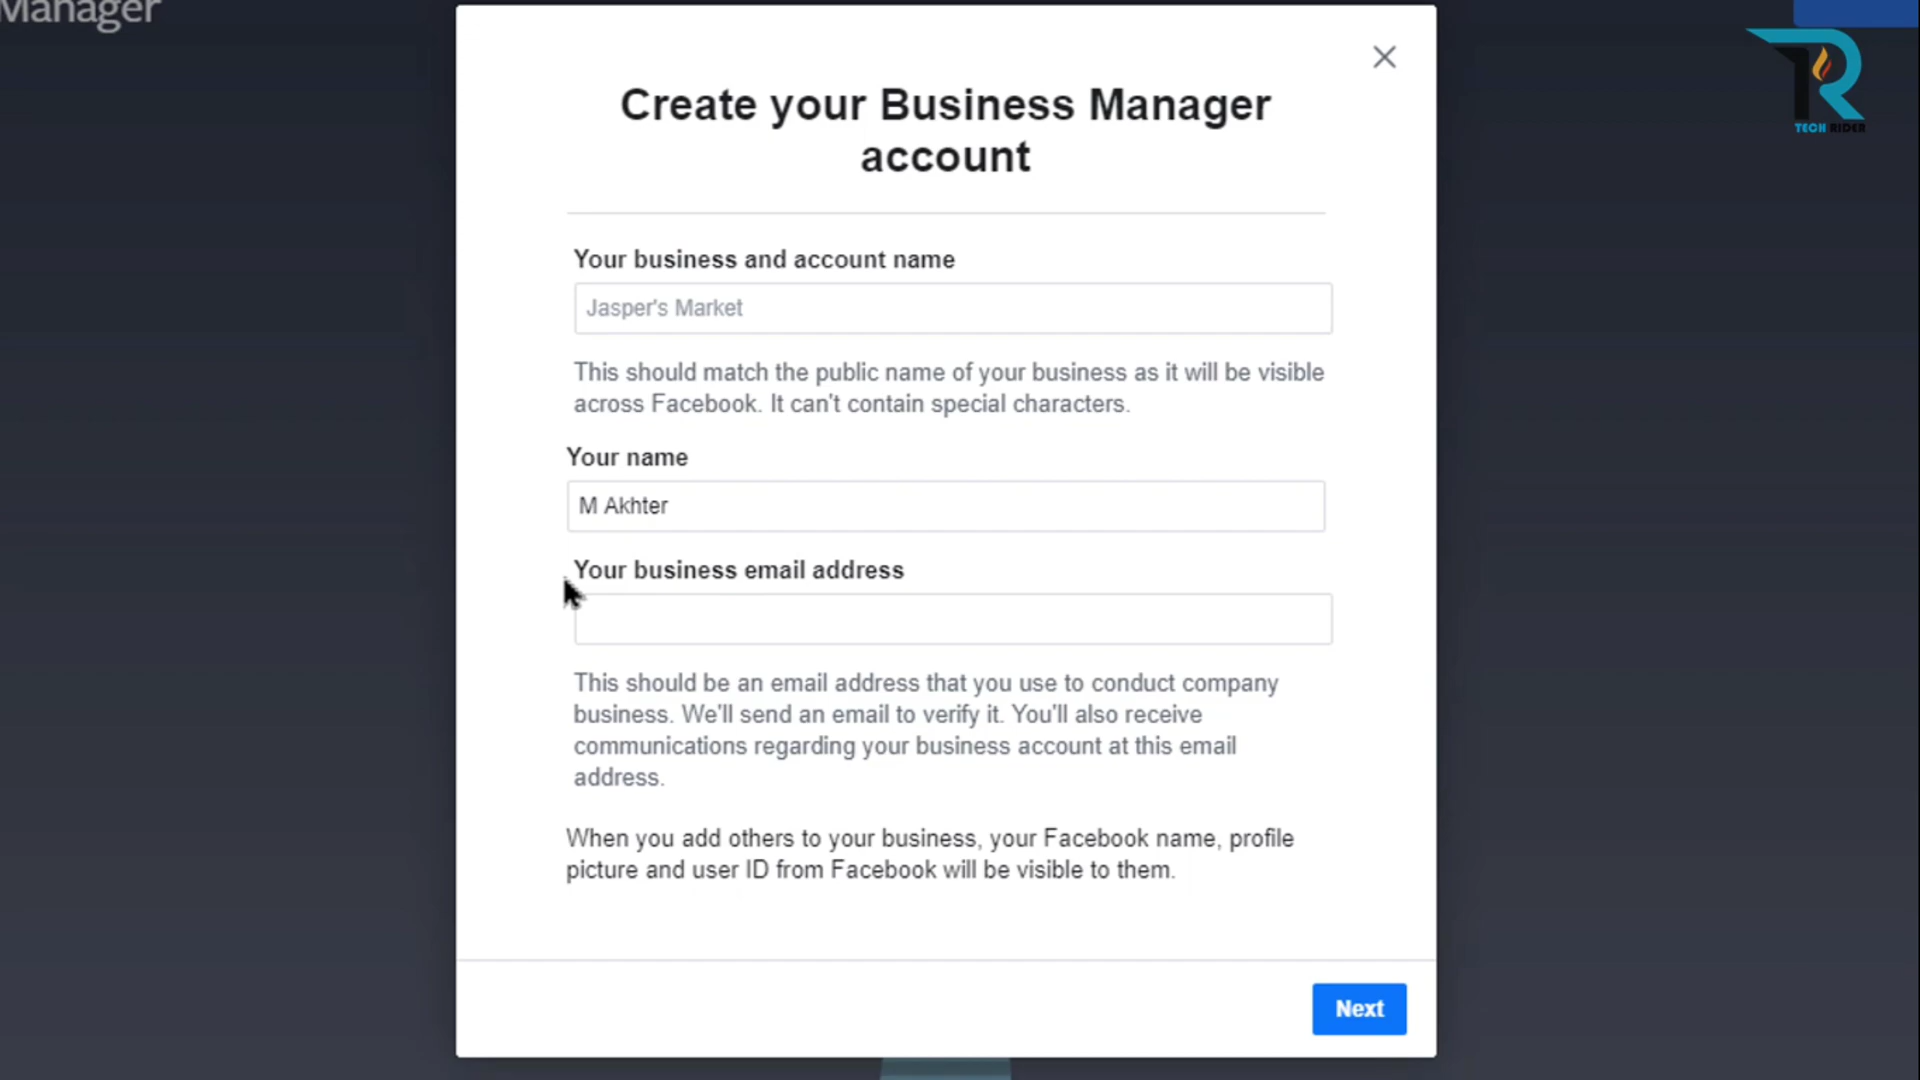 Manager
TECH RIDER
Create your Business Manager
account
Your business and account name
Jasper's Market
This should match the public name of your business as it will be visible
across Facebook. It can't contain special characters.
Your name
M Akhter
Your business email address
This should be an email address that you use to conduct company
business. We'll send an email to verify it. You'll also receive
communications regarding your business account at this email
address.
When you add others to your business, your Facebook name, profile
picture and user ID from Facebook will be visible to them.
Next